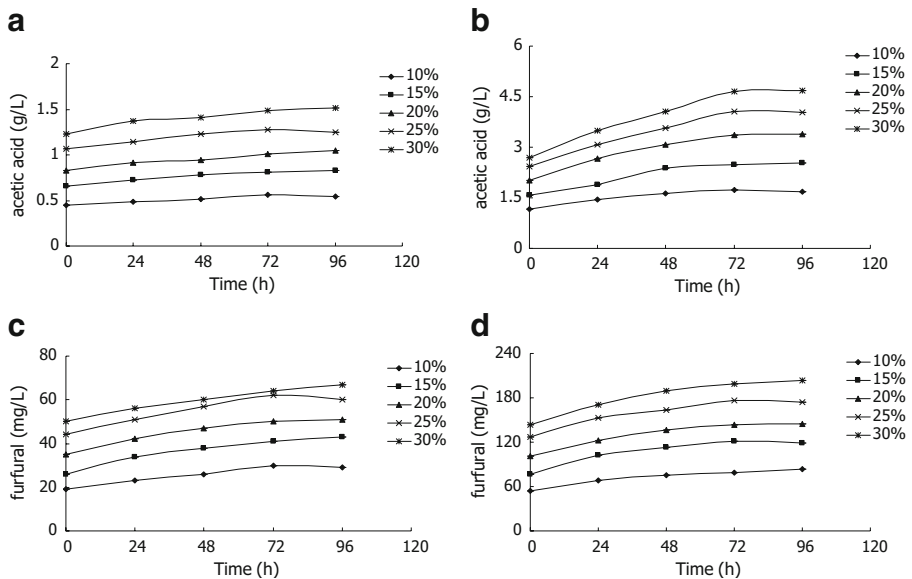 a
acetic acid (g/L)
2
1.5
1
0.5
0
0 24 48 72 96 120
Time (h)
10%
15%
20%
25%
30%
b
acetic acid (g/L)
6
4.5
3
1.5
0
0 24 48 72 96 120
Time (h)
10%
15%
20%
25%
30%
c
furfural (mg/L)
80
60
40
20
0
0 24 48 72 96 120
Time (h)
10%
15%
20%
25%
30%
d
furfural (mg/L)
240
180
120
60
0
0 24 48 72 96 120
Time (h)
10%
15%
20%
25%
30%